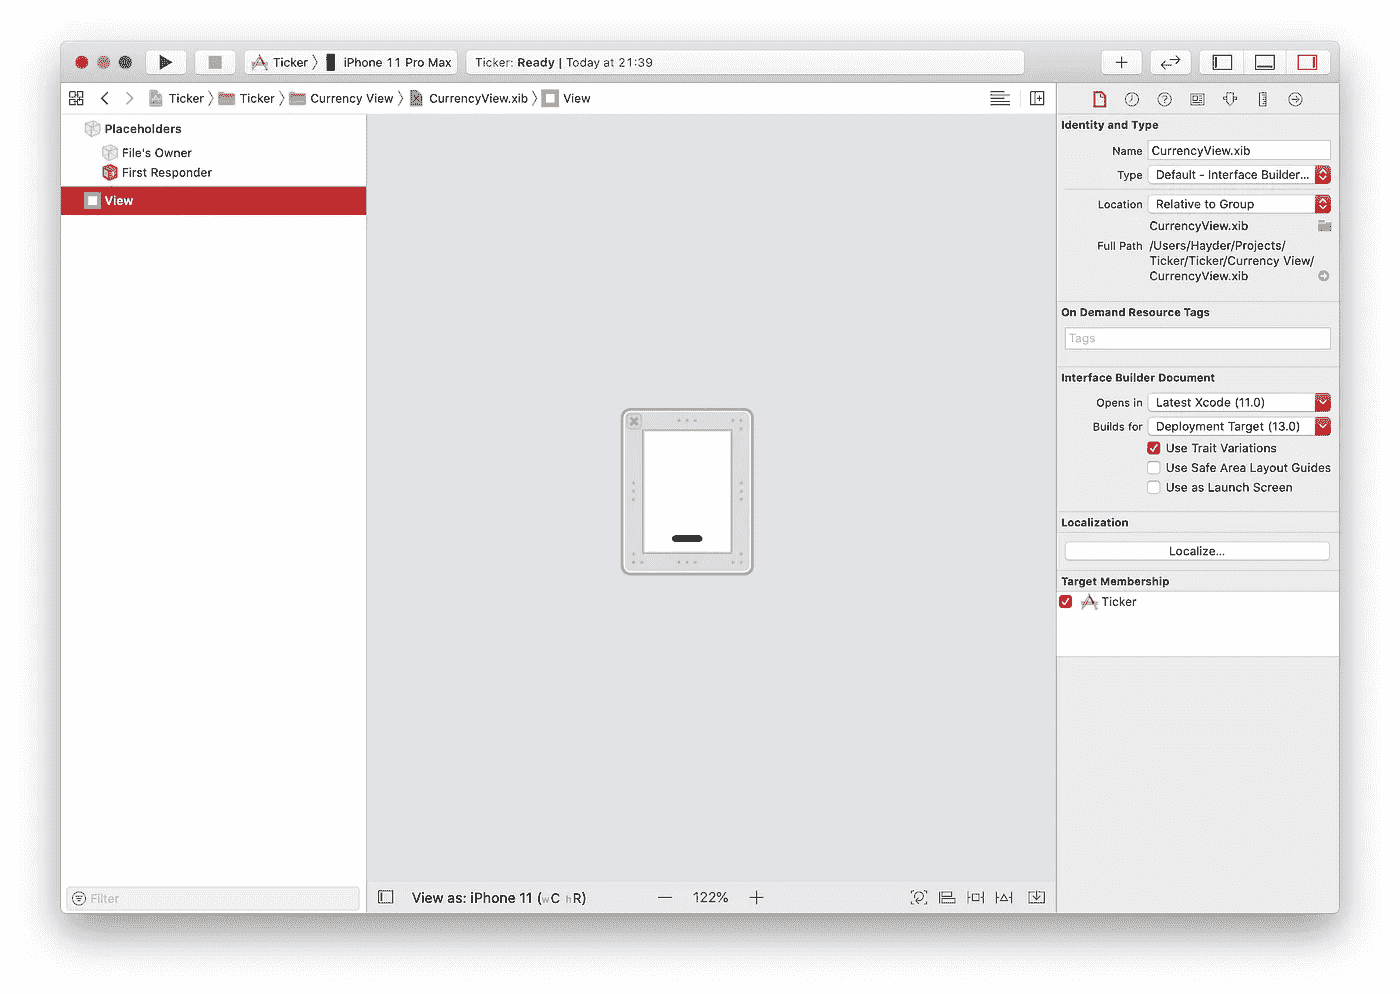 Ticker 〉 iPhone 11 Pro Max
Ticker: Ready | Today at 21:39
Ticker 〉 Ticker 〉 Currency View 〉 CurrencyView.xib 〉 View
Placeholders
File's Owner
First Responder
View
Filter
View as: iPhone 11 (wC hR)
122%
Identity and Type
Name CurrencyView.xib
Type Default - Interface Builder...
Location Relative to Group
CurrencyView.xib
Full Path /Users/Hayder/Projects/
Ticker/Ticker/Currency View/
CurrencyView.xib
On Demand Resource Tags
Tags
Interface Builder Document
Opens in Latest Xcode (11.0)
Builds for Deployment Target (13.0)
Use Trait Variations
Use Safe Area Layout Guides
Use as Launch Screen
Localization
Localize...
Target Membership
Ticker